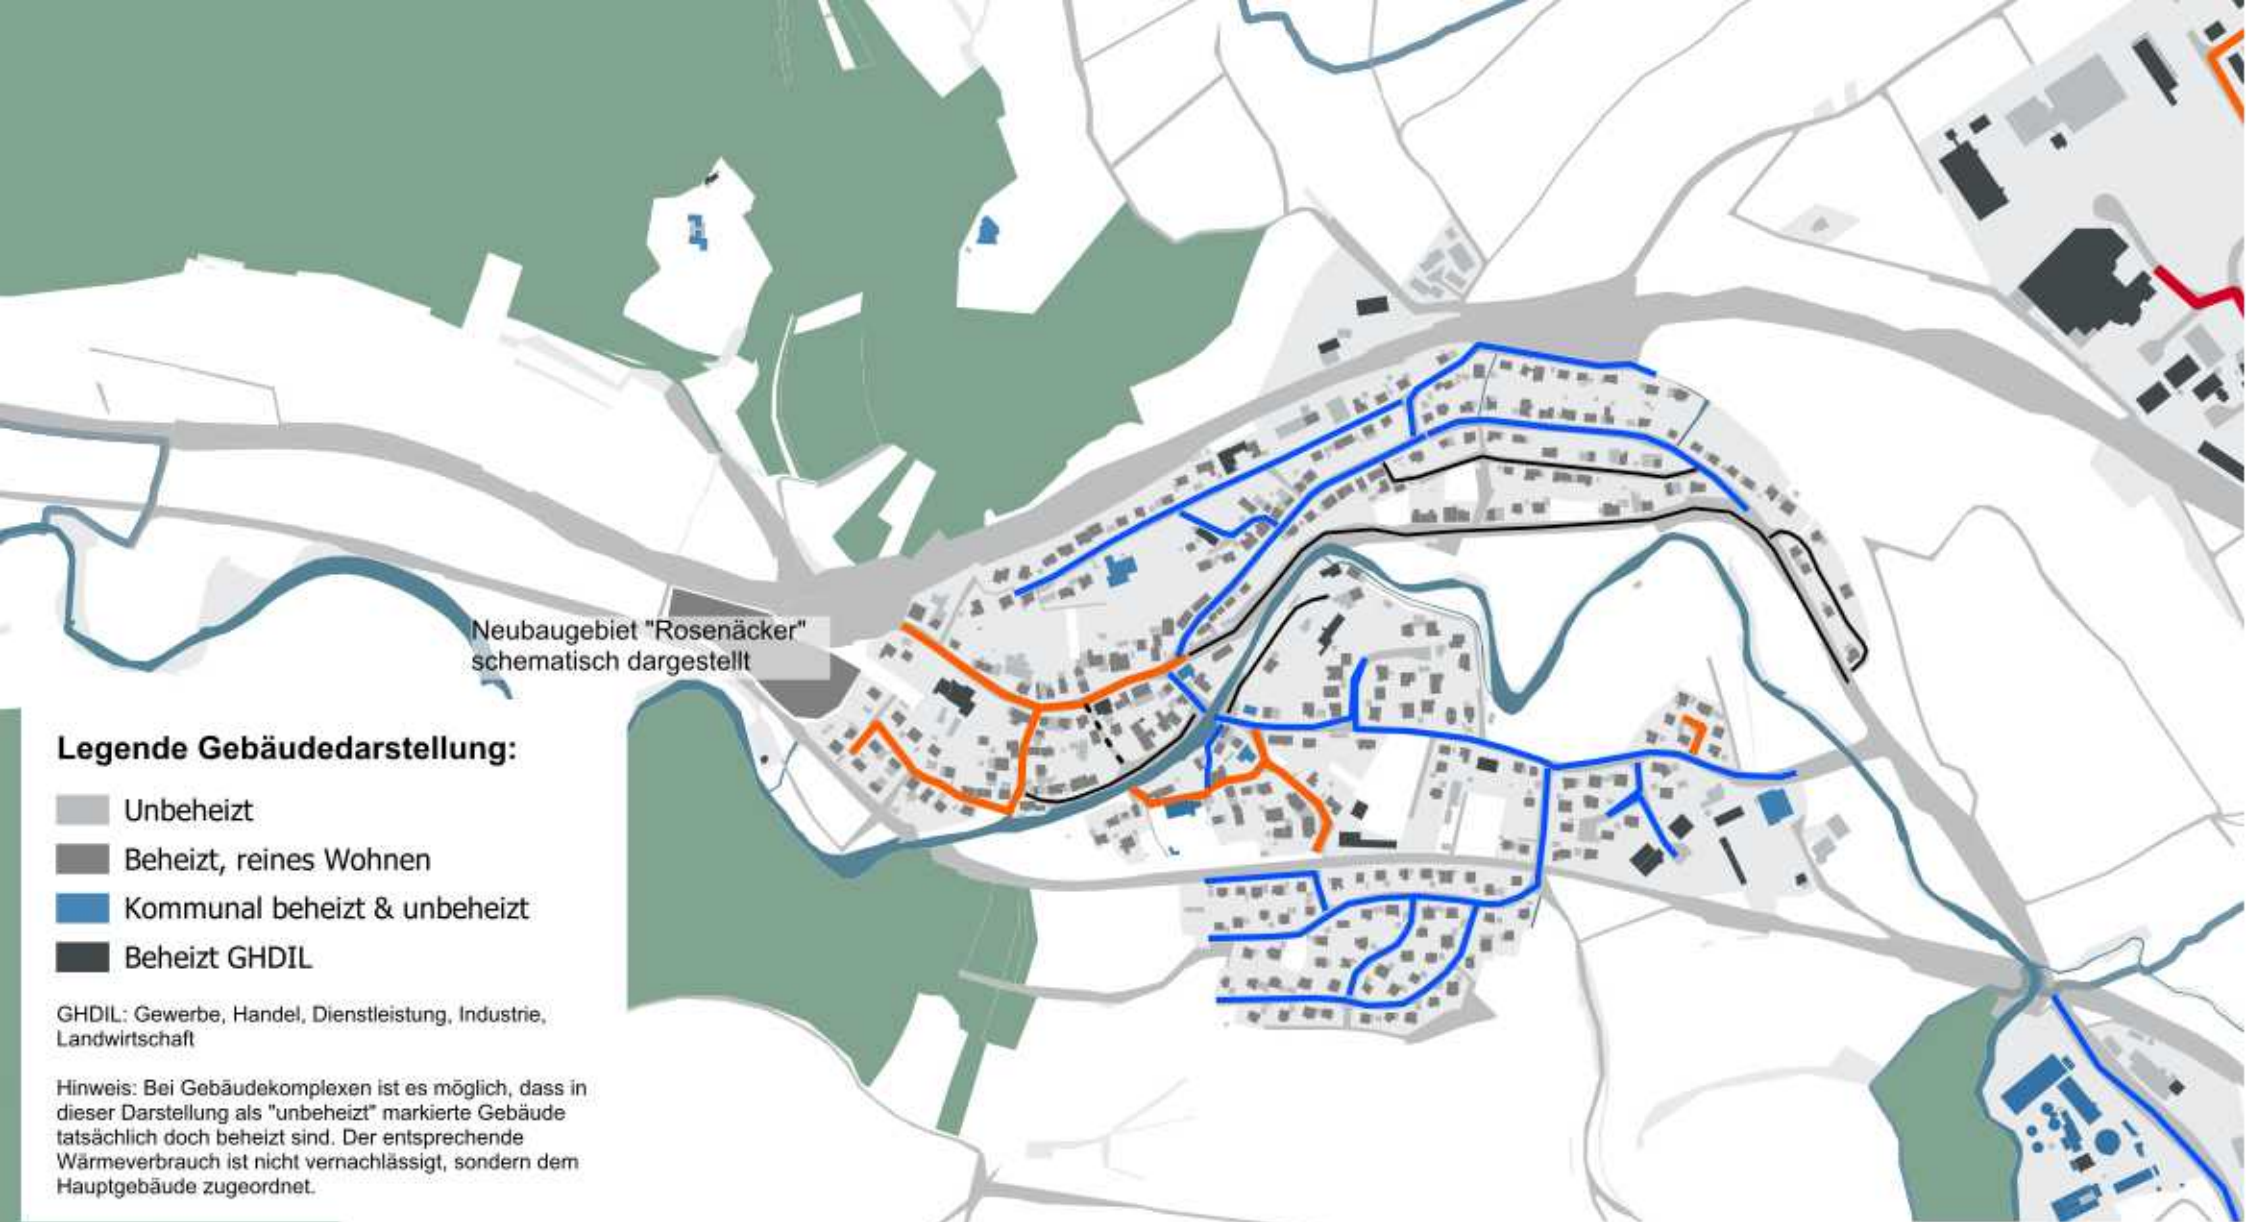 Neubaugebiet "Rosenäcker"
schematisch dargestellt
Legende Gebäudedarstellung:
Unbeheizt
Beheizt, reines Wohnen
Kommunal beheizt & unbeheizt
Beheizt GHDIL
GHDIL: Gewerbe, Handel, Dienstleistung, Industrie,
Landwirtschaft
Hinweis: Bei Gebäudekomplexen ist es möglich, dass in
dieser Darstellung als "unbeheizt" markierte Gebäude
tatsächlich doch beheizt sind. Der entsprechende
Wärmeverbrauch ist nicht vernachlässigt, sondern dem
Hauptgebäude zugeordnet.